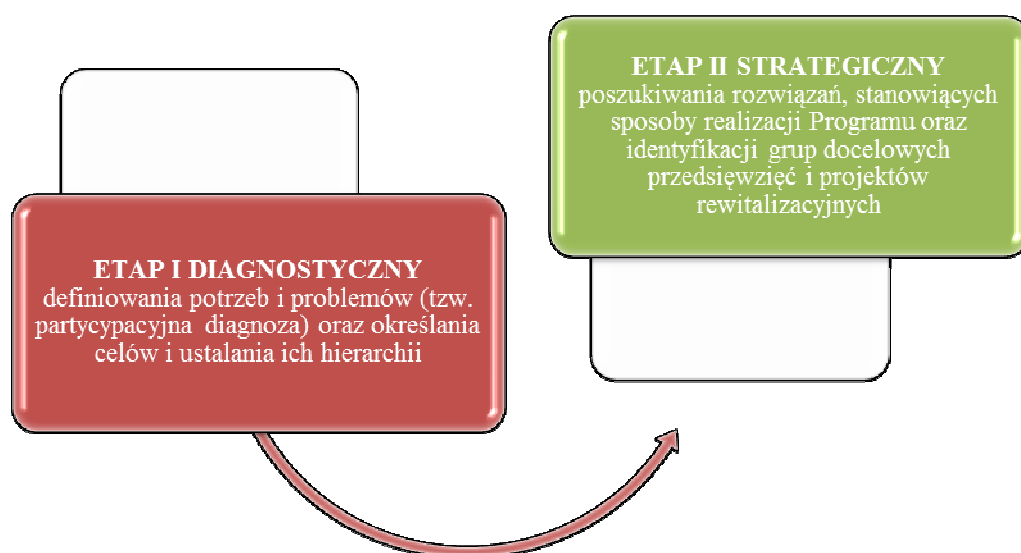 ETAP I DIAGNOSTYCZNY
definiowania potrzeb i problemów (tzw.
partycypacyjna diagnoza) oraz określania
celów i ustalania ich hierarchii
ETAP II STRATEGICZNY
poszukiwania rozwiązań, stanowiących
sposoby realizacji Programu oraz
identyfikacji grup docelowych
przedsięwzięć i projektów
rewitalizacyjnych